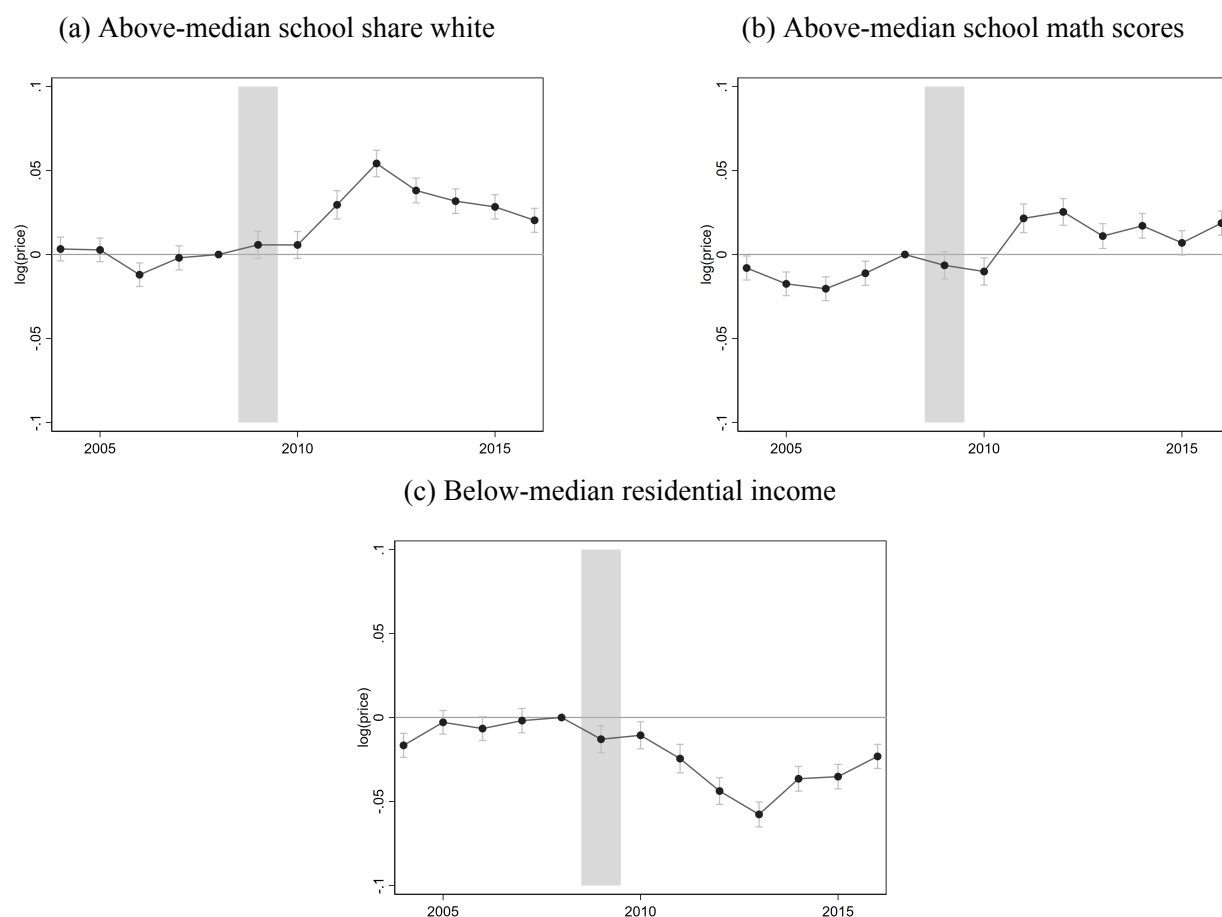 (a) Above-median school share white
.1
.05
0
-.05
-.1
log(price)
2005 2010 2015
(b) Above-median school math scores
.1
.05
0
-.05
-.1
log(price)
2005 2010 2015
(c) Below-median residential income
.1
.05
0
-.05
-.1
log(price)
2005 2010 2015